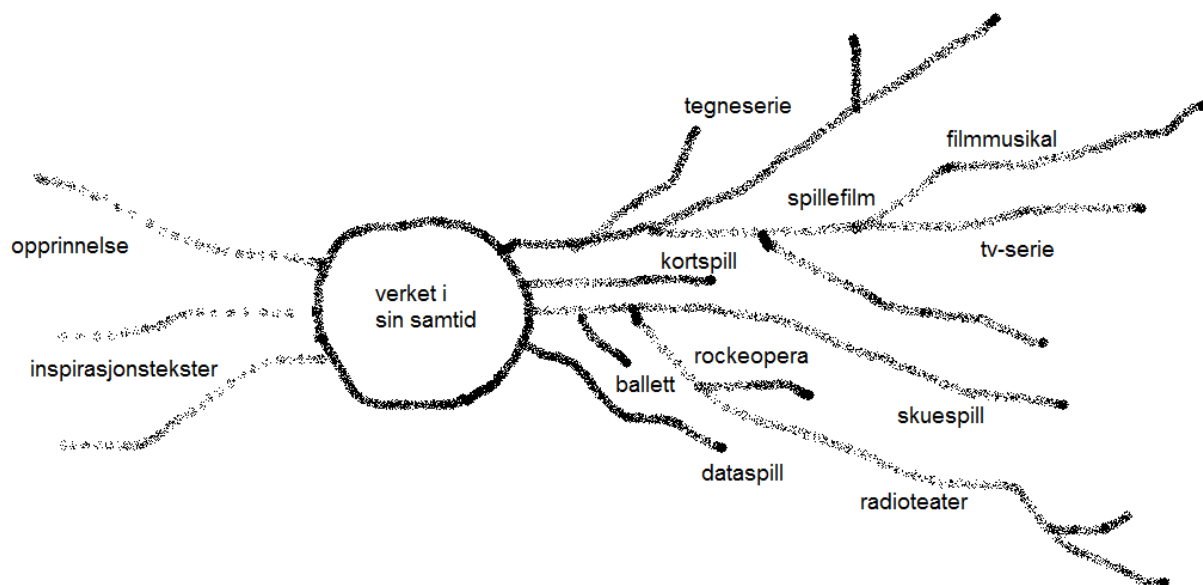 tegneserie
filmmusikal
spillefilm
opprinnelse
tv-serie
kortspill
verket i
sin samtid
rockeopera
inspirasjonstekster
ballett
skuespill
dataspill
radioteater